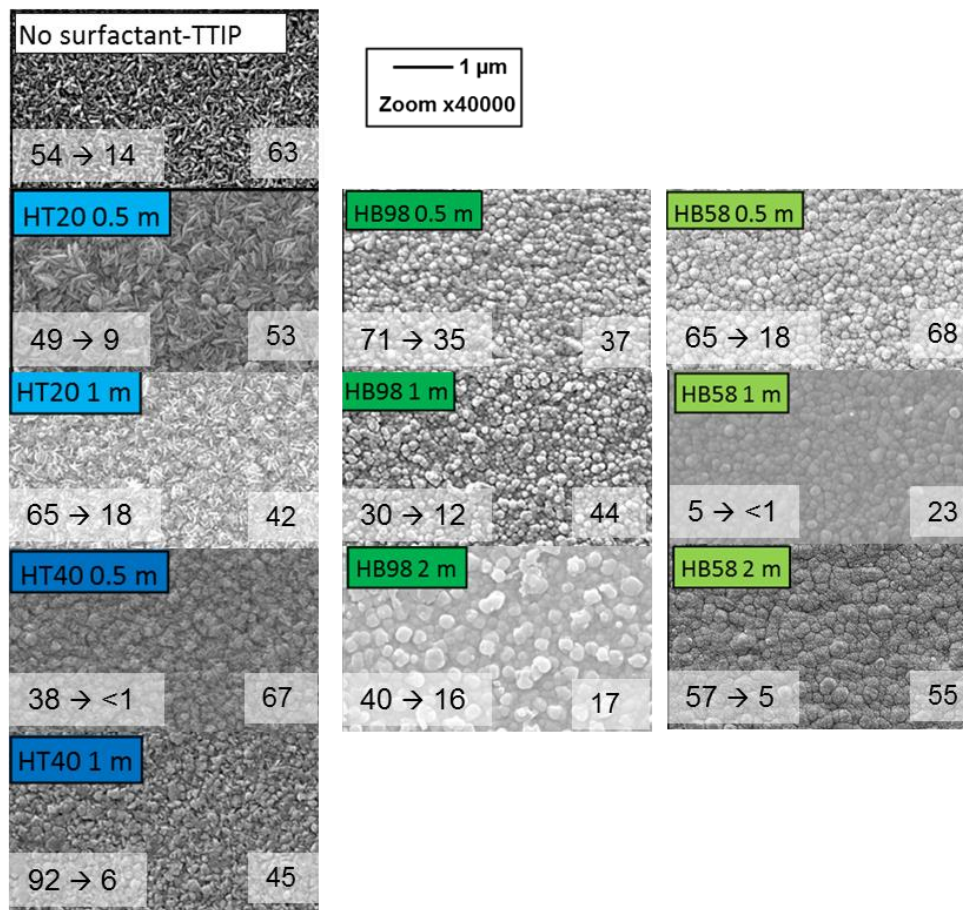 No surfactant-TTIP
54 → 14 63
1 µm
Zoom x40000
HT20 0.5 m
49 → 9 53
HB98 0.5 m
71 → 35 37
HB58 0.5 m
65 → 18 68
HT20 1 m
65 → 18 42
HB98 1 m
30 → 12 44
HB58 1 m
5 → <1 23
HT40 0.5 m
38 → <1 67
HB98 2 m
40 → 16 17
HB58 2 m
57 → 5 55
HT40 1 m
92 → 6 45